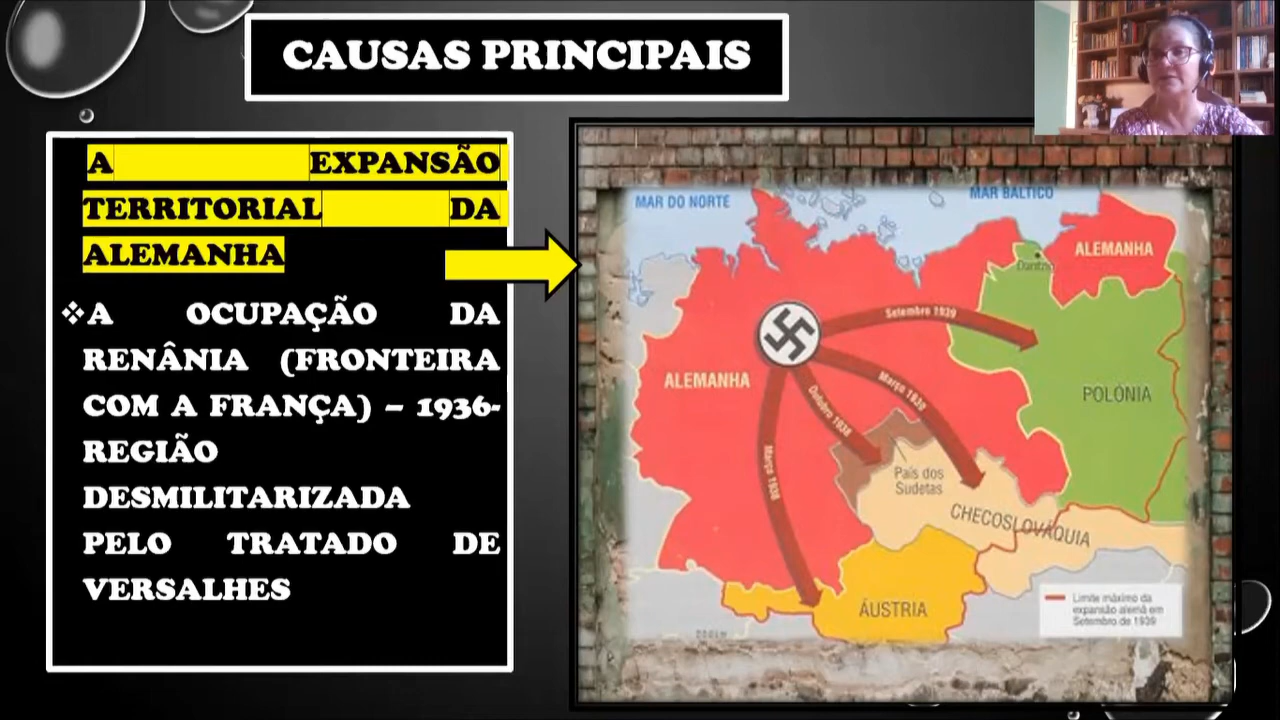 CAUSAS PRINCIPAIS
A EXPANSÃO
TERRITORIAL DA
ALEMANHA
❖A OCUPAÇÃO DA
RENÂNIA (FRONTEIRA
COM A FRANÇA) – 1936-
REGIÃO
DESMILITARIZADA
PELO TRATADO DE
VERSALHES
MAR DO NORTE
MAR BÁLTICO
ALEMANHA
Dantzig
Setembro 1939
ALEMANHA
POLÓNIA
Março 1939
Outubro 1938
Março 1938
País dos
Sudetas
CHECOSLOVÁQUIA
ÁUSTRIA
Limite máximo da
expansão alemã em
Setembro de 1939